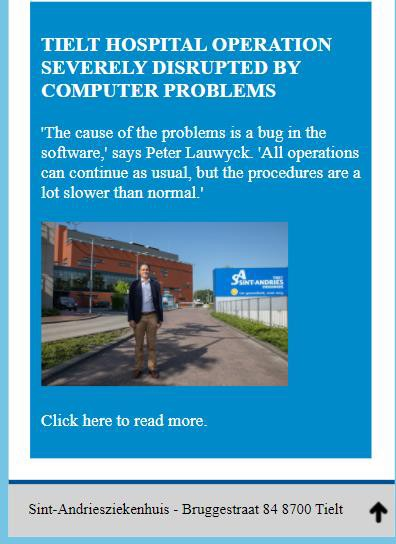 TIELT HOSPITAL OPERATION
SEVERELY DISRUPTED BY
COMPUTER PROBLEMS
'The cause of the problems is a bug in the
software,' says Peter Lauwyck. 'All operations
can continue as usual, but the procedures are a
lot slower than normal.'
SA TIELT
SINT-ANDRIES
Click here to read more.
Sint-Andriesziekenhuis - Bruggestraat 84 8700 Tielt